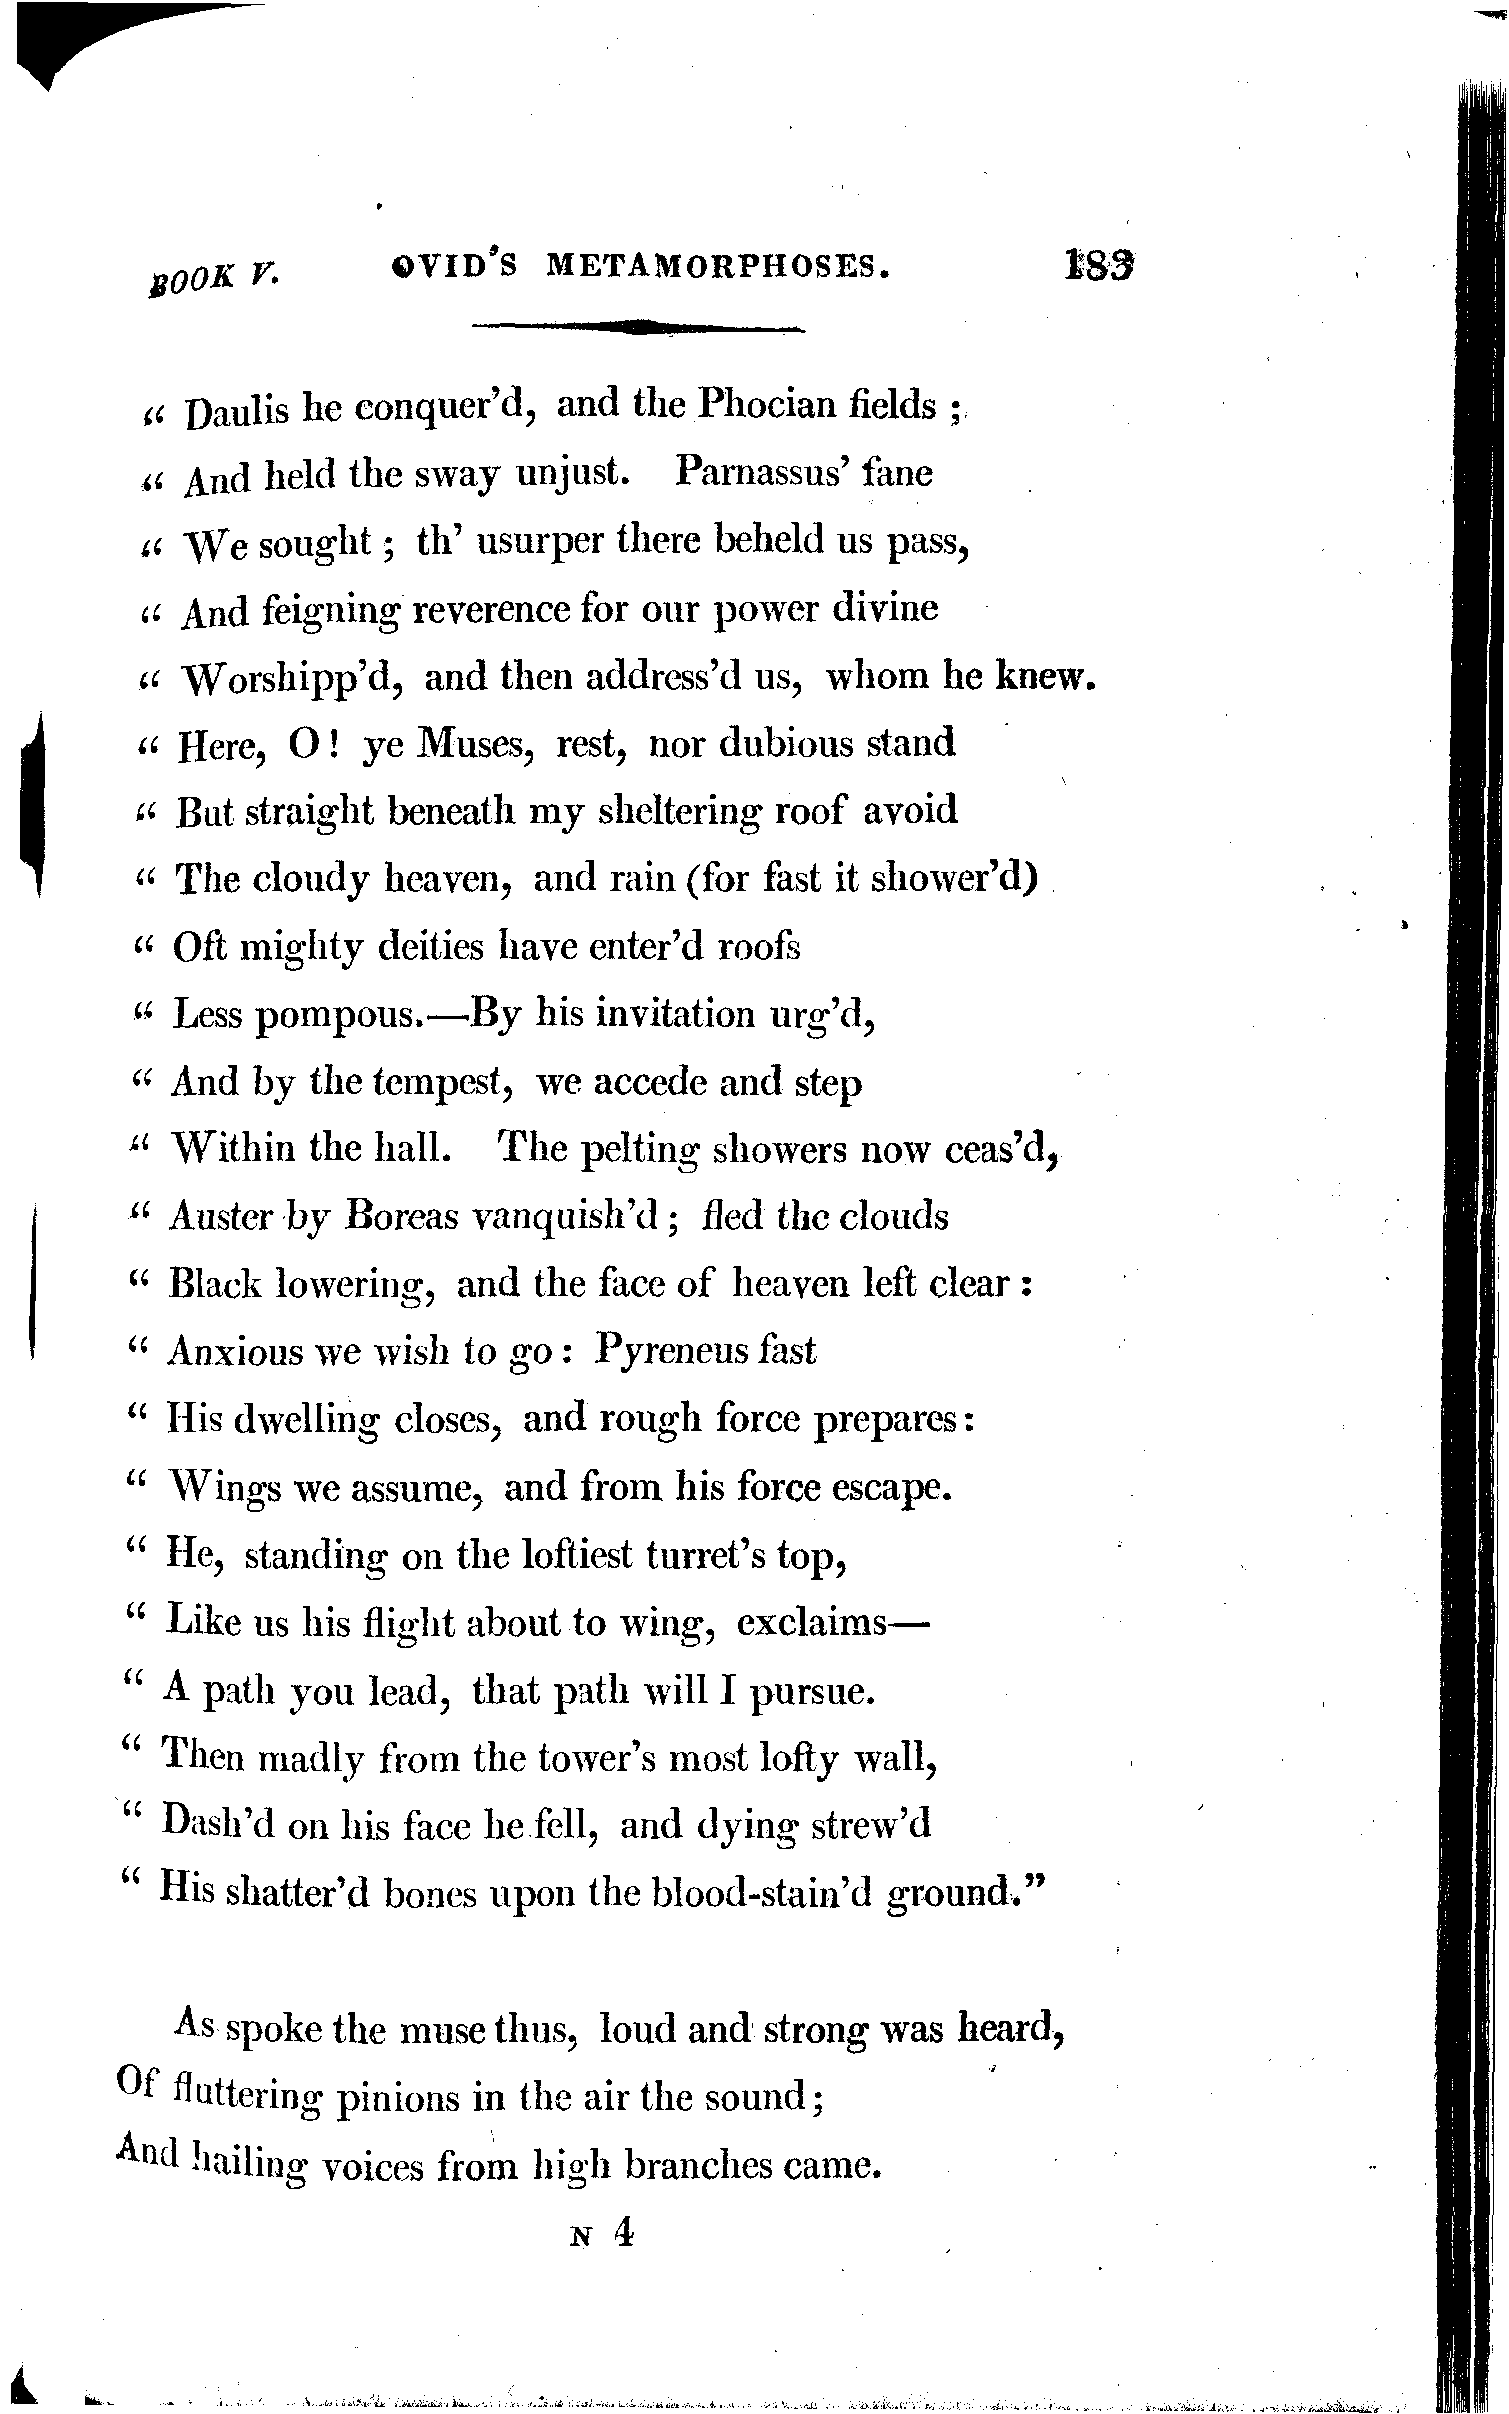 BOOK V. OVID'S METAMORPHOSES. 183
“ Daulis he conquer'd, and the Phocian fields ;
“ And held the sway unjust. Parnassus' fane
“ We sought ; th' usurper there beheld us pass,
“ And feigning reverence for our power divine
“ Worshipp'd, and then address'd us, whom he knew.
“ Here, O ! ye Muses, rest, nor dubious stand
“ But straight beneath my sheltering roof avoid
“ The cloudy heaven, and rain (for fast it shower'd)
“ Oft mighty deities have enter'd roofs
“ Less pompous.—By his invitation urg'd,
“ And by the tempest, we accede and step
“ Within the hall. The pelting showers now ceas'd,
“ Auster by Boreas vanquish'd ; fled the clouds
“ Black lowering, and the face of heaven left clear :
“ Anxious we wish to go : Pyreneus fast
“ His dwelling closes, and rough force prepares :
“ Wings we assume, and from his force escape.
“ He, standing on the loftiest turret's top,
“ Like us his flight about to wing, exclaims—
“ A path you lead, that path will I pursue.
“ Then madly from the tower's most lofty wall,
“ Dash'd on his face he fell, and dying strew'd
“ His shatter'd bones upon the blood-stain'd ground.”
As spoke the muse thus, loud and strong was heard,
Of fluttering pinions in the air the sound ;
And hailing voices from high branches came.
N 4